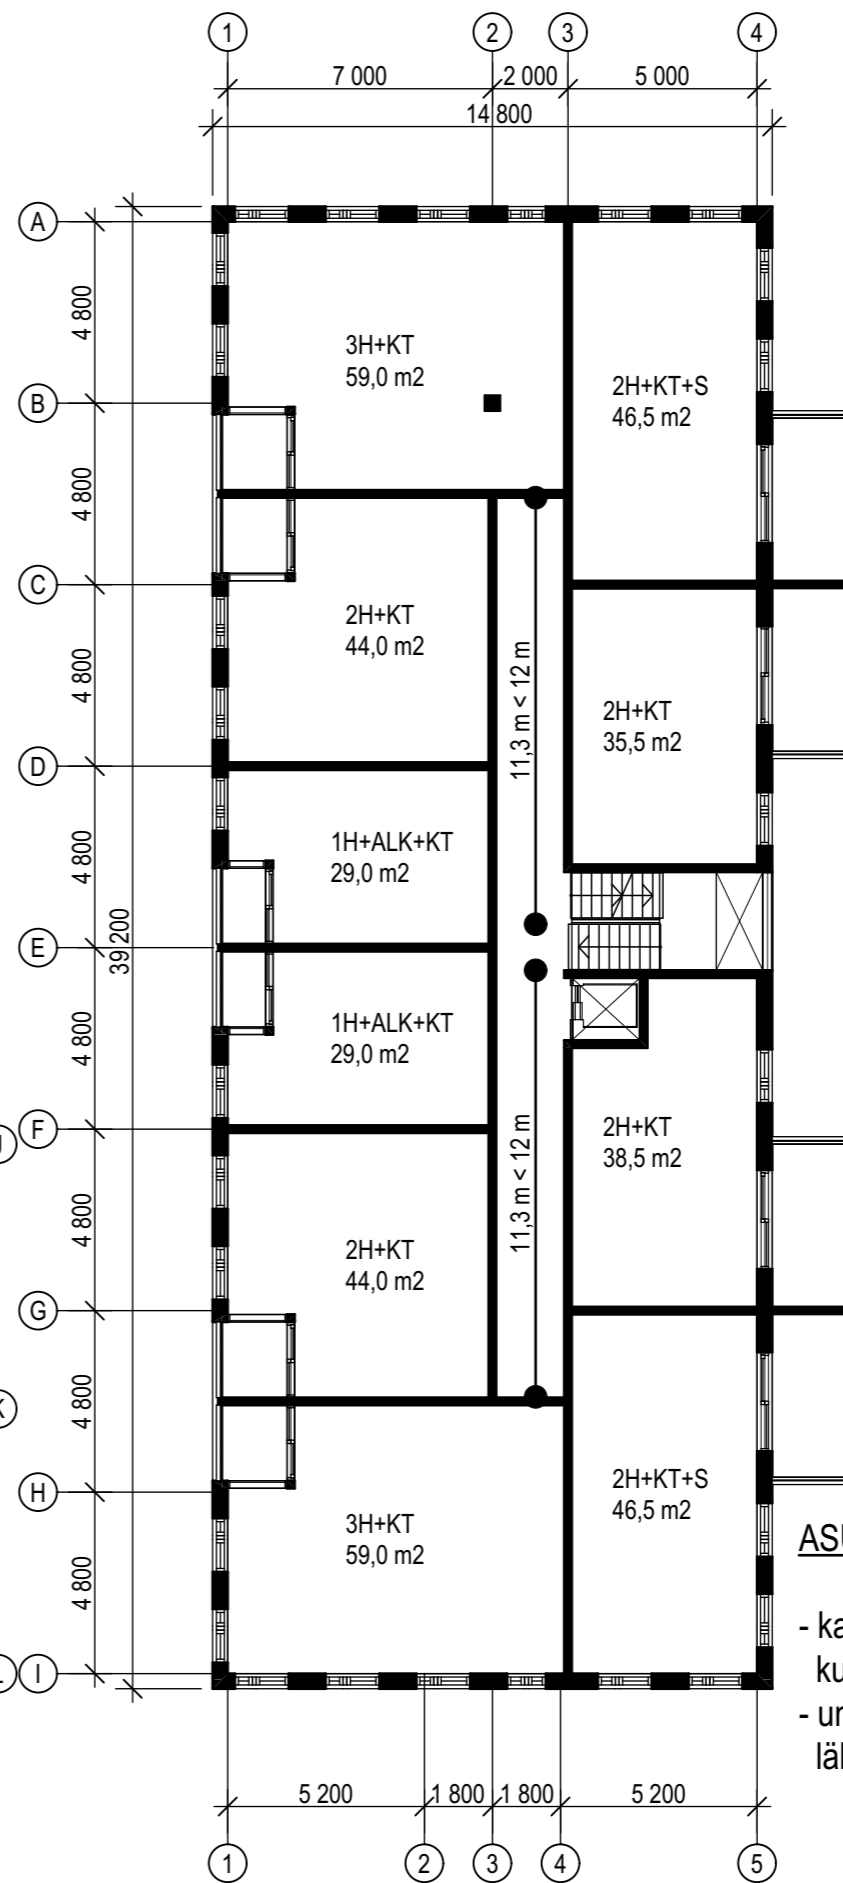 1 2 3 4
7 000 2 000 5 000
14 800
A
4 800
3H+KT
59,0 m2
2H+KT+S
46,5 m2
B
4 800
C
2H+KT
44,0 m2
4 800
11,3 m < 12 m
2H+KT
35,5 m2
D
1H+ALK+KT
29,0 m2
4 800
39 200
E
1H+ALK+KT
29,0 m2
4 800
F
2H+KT
38,5 m2
11,3 m < 12 m
4 800
2H+KT
44,0 m2
G
4 800
K
H
2H+KT+S
46,5 m2
3H+KT
59,0 m2
4 800
- ka
I
5 200 1 800 1 800 5 200
1 2 3 4 5